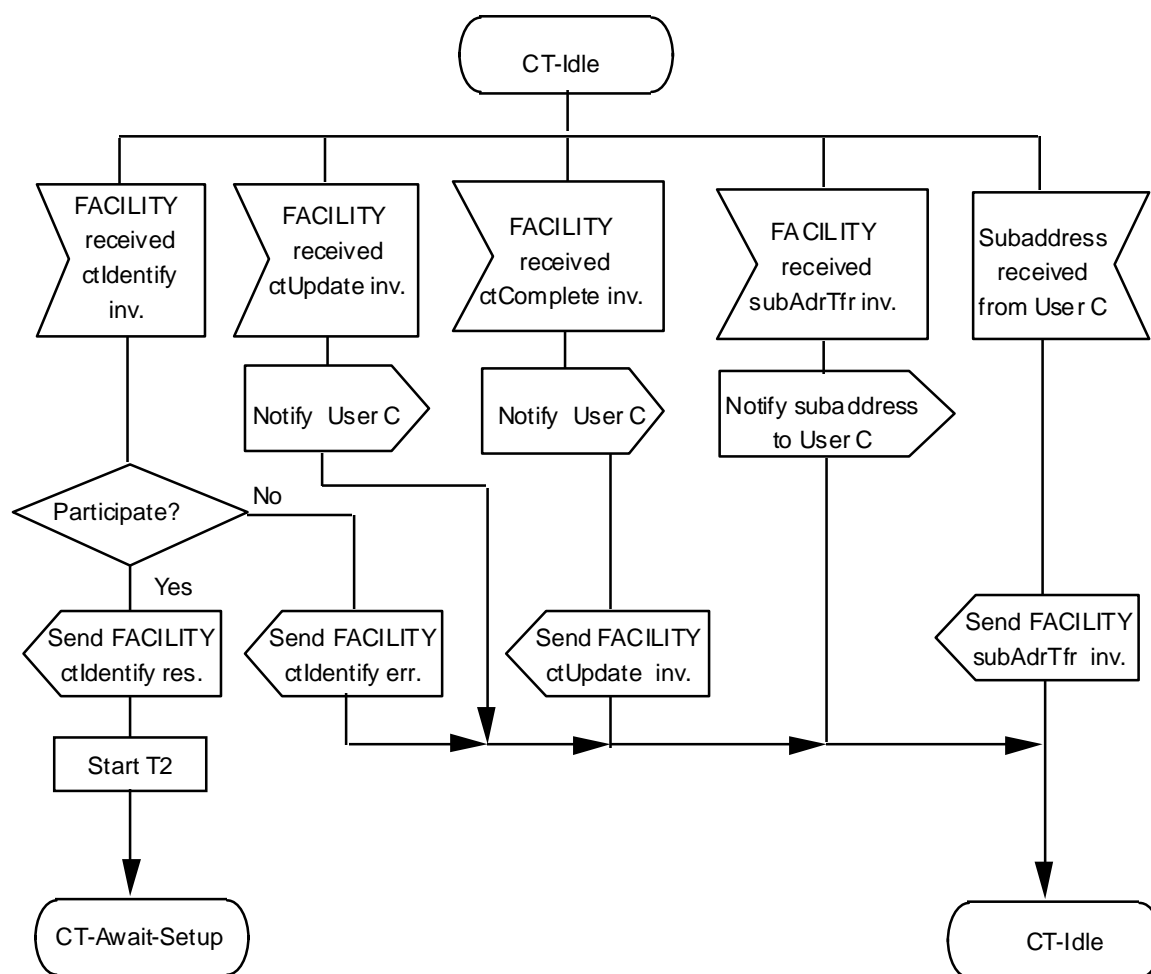 CT-Idle
FACILITY
received
ctIdentify
inv.
FACILITY
received
ctUpdate inv.
FACILITY
received
ctComplete inv.
FACILITY
received
subAdrTfr inv.
Subaddress
received
from User C
Notify User C
Notify User C
Notify subaddress
to User C
Participate?
No
Yes
Send FACILITY
ctIdentify res.
Send FACILITY
ctIdentify err.
Send FACILITY
ctUpdate inv.
Send FACILITY
subAdrTfr inv.
Start T2
CT-Await-Setup
CT-Idle